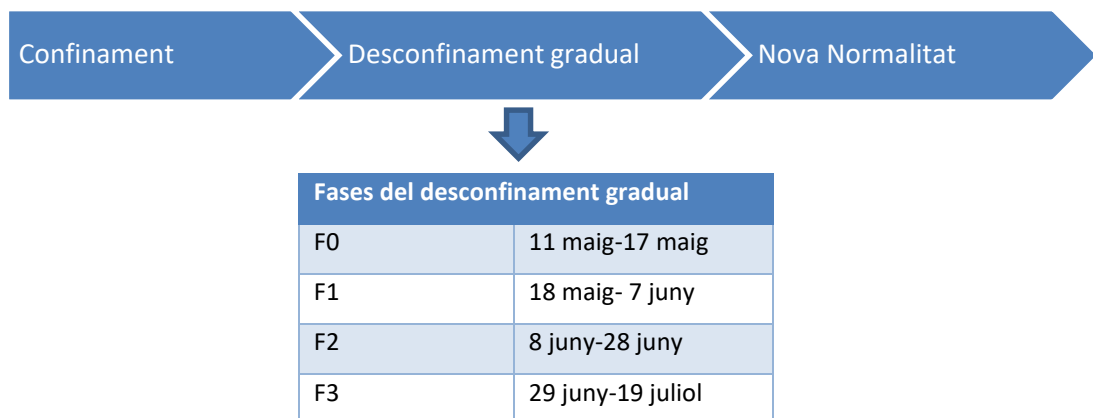 Confinament
Desconfinament gradual
Nova Normalitat
Fases del desconfinament gradual
F0 11 maig-17 maig
F1 18 maig- 7 juny
F2 8 juny-28 juny
F3 29 juny-19 juliol